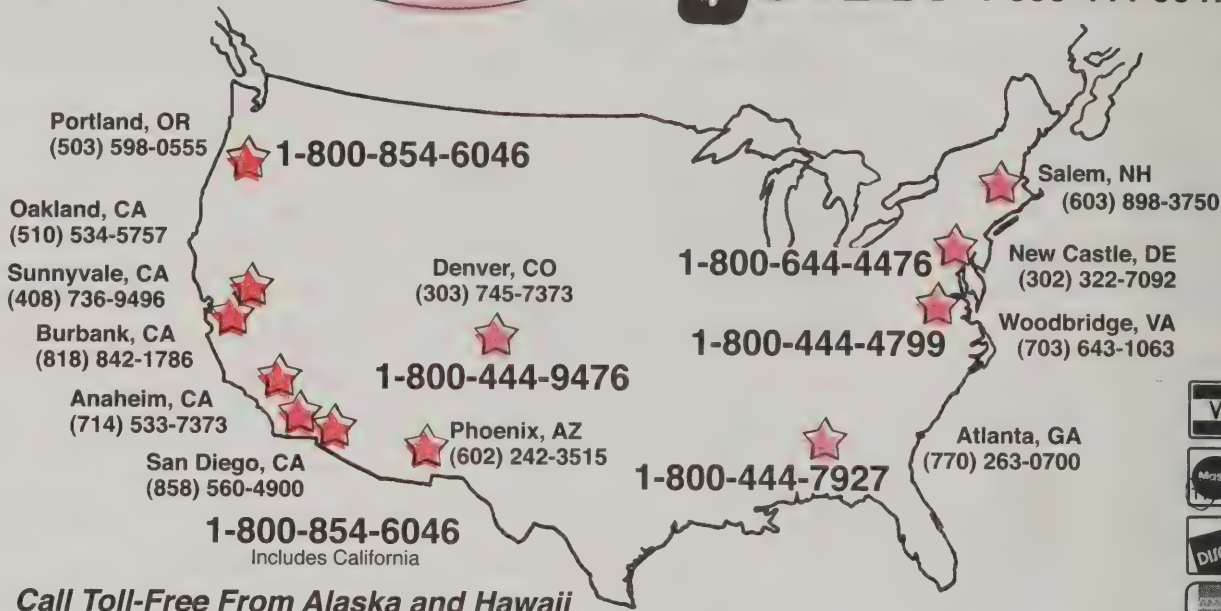 Portland, OR
(503) 598-0555
1-800-854-6046
Oakland, CA
(510) 534-5757
Sunnyvale, CA
(408) 736-9496
Burbank, CA
(818) 842-1786
Anaheim, CA
(714) 533-7373
San Diego, CA
(858) 560-4900
1-800-854-6046
Includes California
Denver, CO
(303) 745-7373
1-800-444-9476
Phoenix, AZ
(602) 242-3515
Salem, NH
(603) 898-3750
1-800-644-4476
New Castle, DE
(302) 322-7092
1-800-444-4799
Woodbridge, VA
(703) 643-1063
Atlanta, GA
(770) 263-0700
1-800-444-7927
Call Toll-Free From Alaska and Hawaii